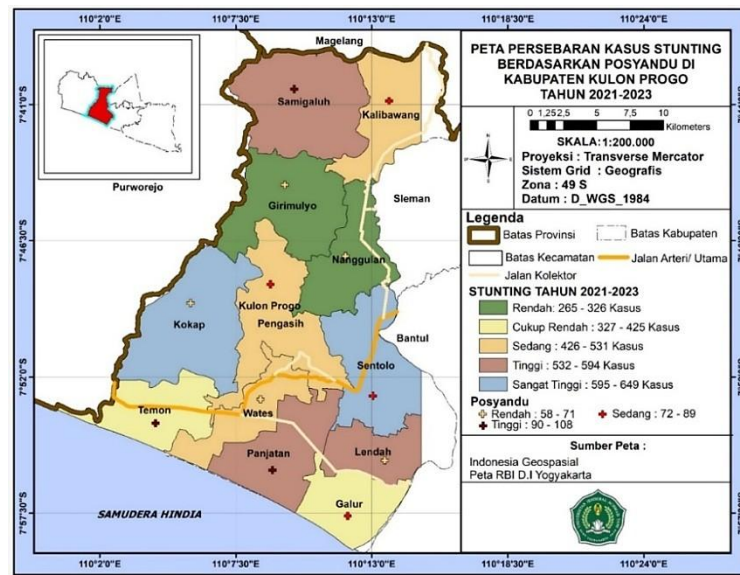 110°2'0"E
110°7'30"E
110°13'0"E
110°18'30"E
110°24'0"E
Magelang
Samigaluh
Kalibawang
7°41'0"S
Purworejo
Girimulyo
Sleman
Nanggulan
7°46'30"S
Kulon Progo
Kokap
Pengasih
Bantul
Sentolo
7°52'0"S
Temon
Wates
Panjatan
Lendah
Galur
7°57'30"S
SAMUDERA HINDIA
110°2'0"E
110°7'30"E
110°13'0"E
110°18'30"E
110°24'0"E
PETA PERSEBARAN KASUS STUNTING
BERDASARKAN POSYANDU DI
KABUPATEN KULON PROGO
TAHUN 2021-2023
0 1,25 2,5 5 7,5 10
Kilometers
SKALA: 1:200.000
Proyeksi : Transverse Mercator
Sistem Grid : Geografis
Zona : 49 S
Datum : D_WGS_1984
Legenda
Batas Provinsi
Batas Kabupaten
Batas Kecamatan
Jalan Arteri/ Utama
Jalan Kolektor
STUNTING TAHUN 2021-2023
Rendah: 265 - 326 Kasus
Cukup Rendah : 327 - 425 Kasus
Sedang : 426 - 531 Kasus
Tinggi : 532 - 594 Kasus
Sangat Tinggi : 595 - 649 Kasus
Posyandu
Rendah : 58 - 71
Sedang : 72 - 89
Tinggi : 90 - 108
Sumber Peta :
Indonesia Geospasial
Peta RBI D.I Yogyakarta